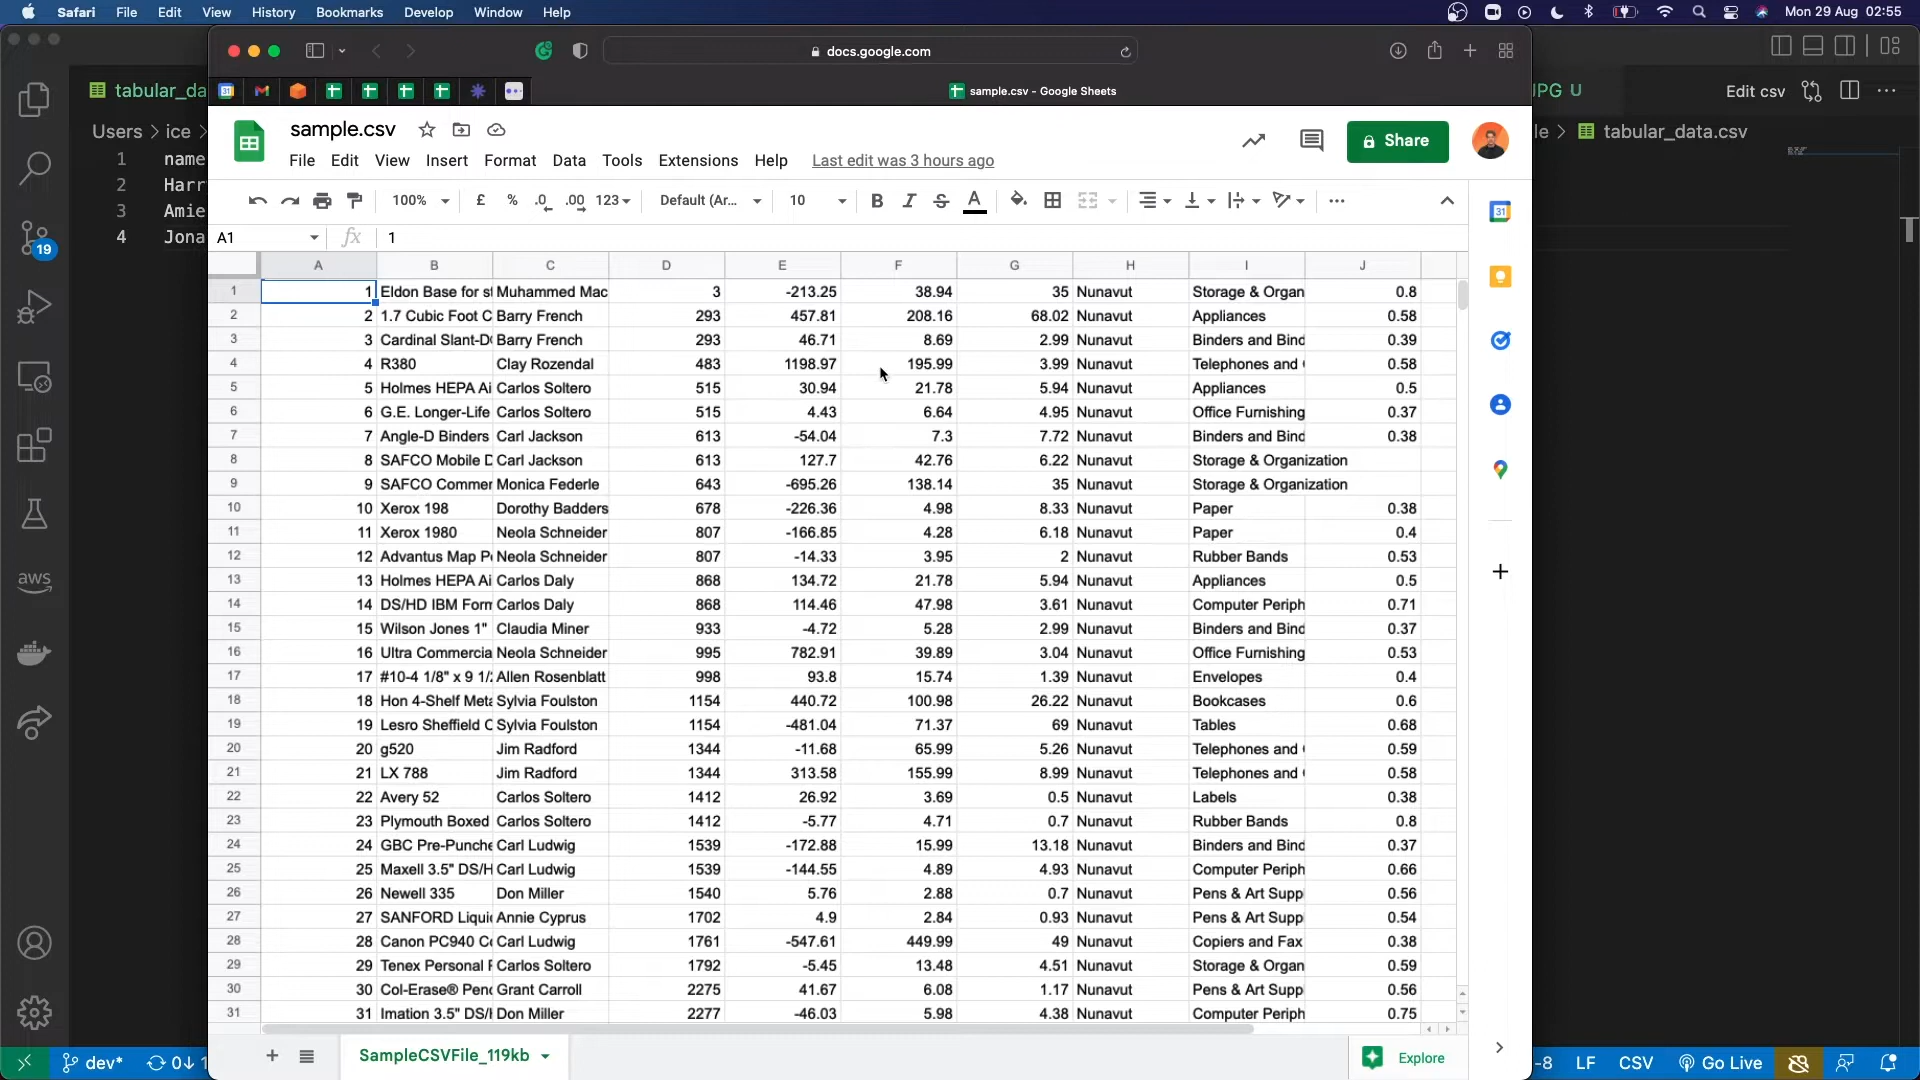 Safari File Edit View History Bookmarks Develop Window Help Mon 29 Aug 02:55
docs.google.com
sample.csv - Google Sheets
tabular_da
JPG U
Edit csv
Users > ice >
tabular_data.csv
1 name
2 Harr
3 Amie
4 Jona
sample.csv
File Edit View Insert Format Data Tools Extensions Help Last edit was 3 hours ago
Share
100% £ % .0 .00 123 Default (Ar... 10 B I S A
A1 fx 1
A B C D E F G H I J
1 1 Eldon Base for st Muhammed Mac 3 -213.25 38.94 35 Nunavut Storage & Organ 0.8
2 2 1.7 Cubic Foot C Barry French 293 457.81 208.16 68.02 Nunavut Appliances 0.58
3 3 Cardinal Slant-D Barry French 293 46.71 8.69 2.99 Nunavut Binders and Bind 0.39
4 4 R380 Clay Rozendal 483 1198.97 195.99 3.99 Nunavut Telephones and 0.58
5 5 Holmes HEPA Ai Carlos Soltero 515 30.94 21.78 5.94 Nunavut Appliances 0.5
6 6 G.E. Longer-Life Carlos Soltero 515 4.43 6.64 4.95 Nunavut Office Furnishing 0.37
7 7 Angle-D Binders Carl Jackson 613 -54.04 7.3 7.72 Nunavut Binders and Bind 0.38
8 8 SAFCO Mobile D Carl Jackson 613 127.7 42.76 6.22 Nunavut Storage & Organization
9 9 SAFCO Commer Monica Federle 643 -695.26 138.14 35 Nunavut Storage & Organization
10 10 Xerox 198 Dorothy Badders 678 -226.36 4.98 8.33 Nunavut Paper 0.38
11 11 Xerox 1980 Neola Schneider 807 -166.85 4.28 6.18 Nunavut Paper 0.4
12 12 Advantus Map P Neola Schneider 807 -14.33 3.95 2 Nunavut Rubber Bands 0.53
13 13 Holmes HEPA Ai Carlos Daly 868 134.72 21.78 5.94 Nunavut Appliances 0.5
14 14 DS/HD IBM Form Carlos Daly 868 114.46 47.98 3.61 Nunavut Computer Periph 0.71
15 15 Wilson Jones 1" Claudia Miner 933 -4.72 5.28 2.99 Nunavut Binders and Bind 0.37
16 16 Ultra Commercia Neola Schneider 995 782.91 39.89 3.04 Nunavut Office Furnishing 0.53
17 17 #10-4 1/8" x 9 1/2 Allen Rosenblatt 998 93.8 15.74 1.39 Nunavut Envelopes 0.4
18 18 Hon 4-Shelf Meta Sylvia Foulston 1154 440.72 100.98 26.22 Nunavut Bookcases 0.6
19 19 Lesro Sheffield C Sylvia Foulston 1154 -481.04 71.37 69 Nunavut Tables 0.68
20 20 g520 Jim Radford 1344 -11.68 65.99 5.26 Nunavut Telephones and 0.59
21 21 LX 788 Jim Radford 1344 313.58 155.99 8.99 Nunavut Telephones and 0.58
22 22 Avery 52 Carlos Soltero 1412 26.92 3.69 0.5 Nunavut Labels 0.38
23 23 Plymouth Boxed Carlos Soltero 1412 -5.77 4.71 0.7 Nunavut Rubber Bands 0.8
24 24 GBC Pre-Punche Carl Ludwig 1539 -172.88 15.99 13.18 Nunavut Binders and Bind 0.37
25 25 Maxell 3.5" DS/H Carl Ludwig 1539 -144.55 4.89 4.93 Nunavut Computer Periph 0.66
26 26 Newell 335 Don Miller 1540 5.76 2.88 0.7 Nunavut Pens & Art Supp 0.56
27 27 SANFORD Liqui Annie Cyprus 1702 4.9 2.84 0.93 Nunavut Pens & Art Supp 0.54
28 28 Canon PC940 Co Carl Ludwig 1761 -547.61 449.99 49 Nunavut Copiers and Fax 0.38
29 29 Tenex Personal Carlos Soltero 1792 -5.45 13.48 4.51 Nunavut Storage & Organ 0.59
30 30 Col-Erase® Penc Grant Carroll 2275 41.67 6.08 1.17 Nunavut Pens & Art Supp 0.56
31 31 Imation 3.5" DS/ Don Miller 2277 -46.03 5.98 4.38 Nunavut Computer Periph 0.75
SampleCSVFile_119kb
Explore
19
aws
dev* 0↓ 1
-8 LF CSV Go Live